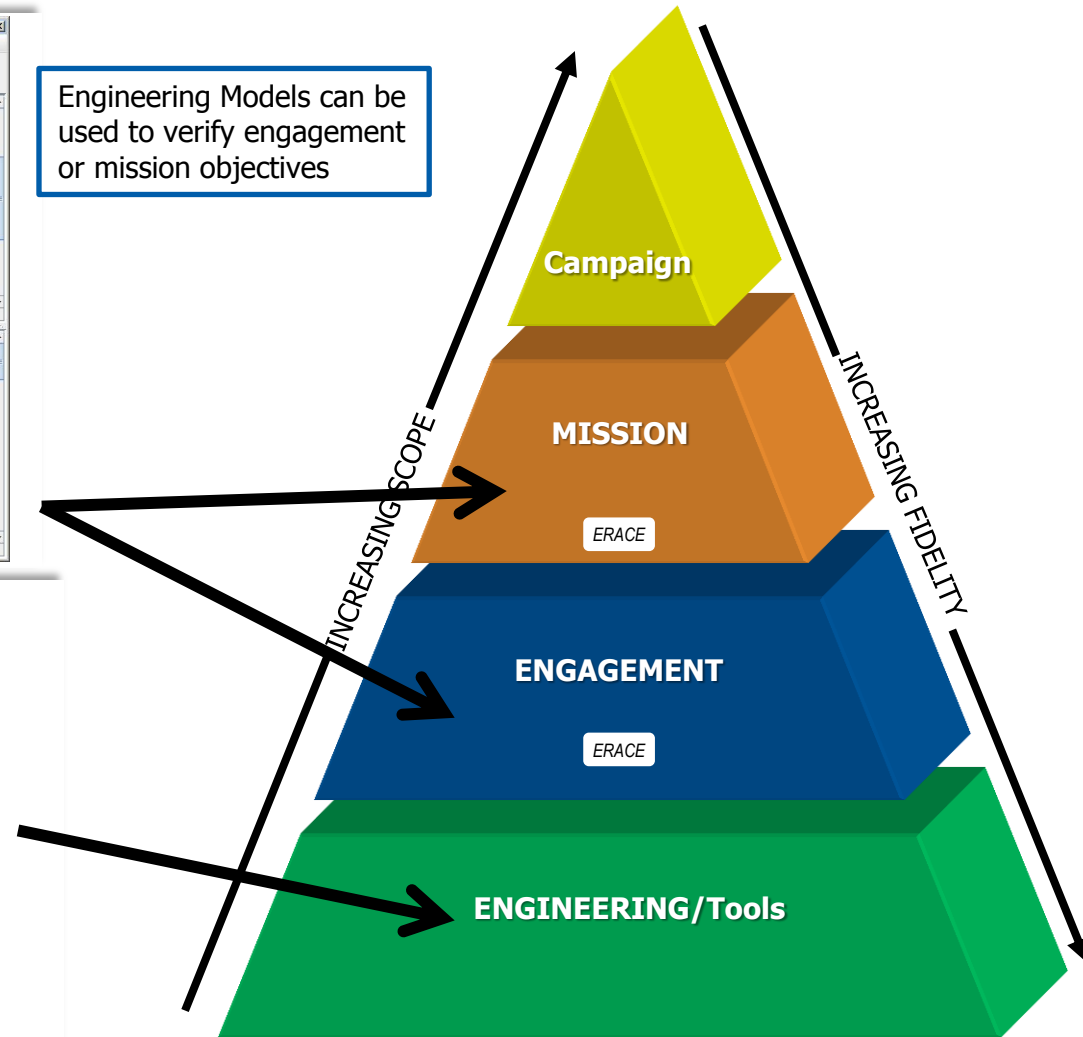 Engineering Models can be
used to verify engagement
or mission objectives
Campaign
INCREASING SCOPE
INCREASING FIDELITY
MISSION
ERACE
ENGAGEMENT
ERACE
ENGINEERING/Tools